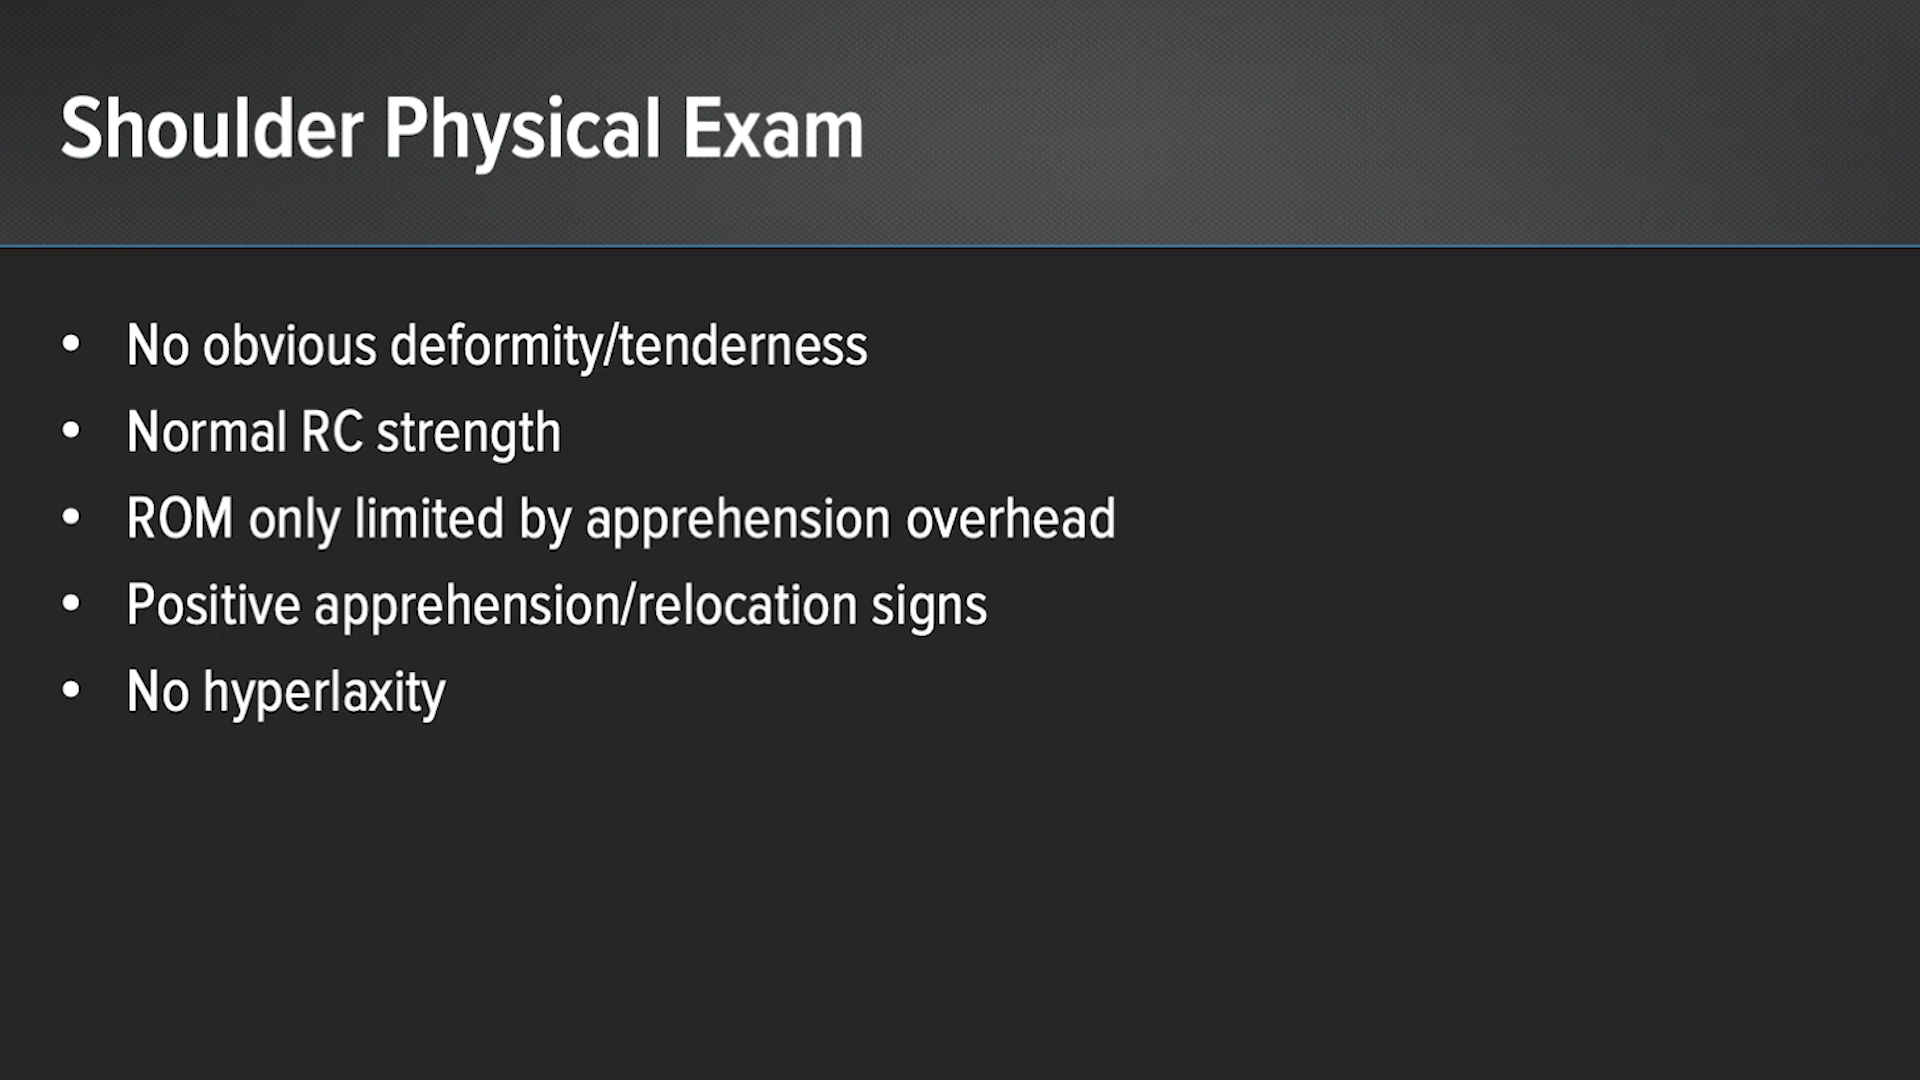 Shoulder Physical Exam
• No obvious deformity/tenderness
• Normal RC strength
• ROM only limited by apprehension overhead
• Positive apprehension/relocation signs
• No hyperlaxity